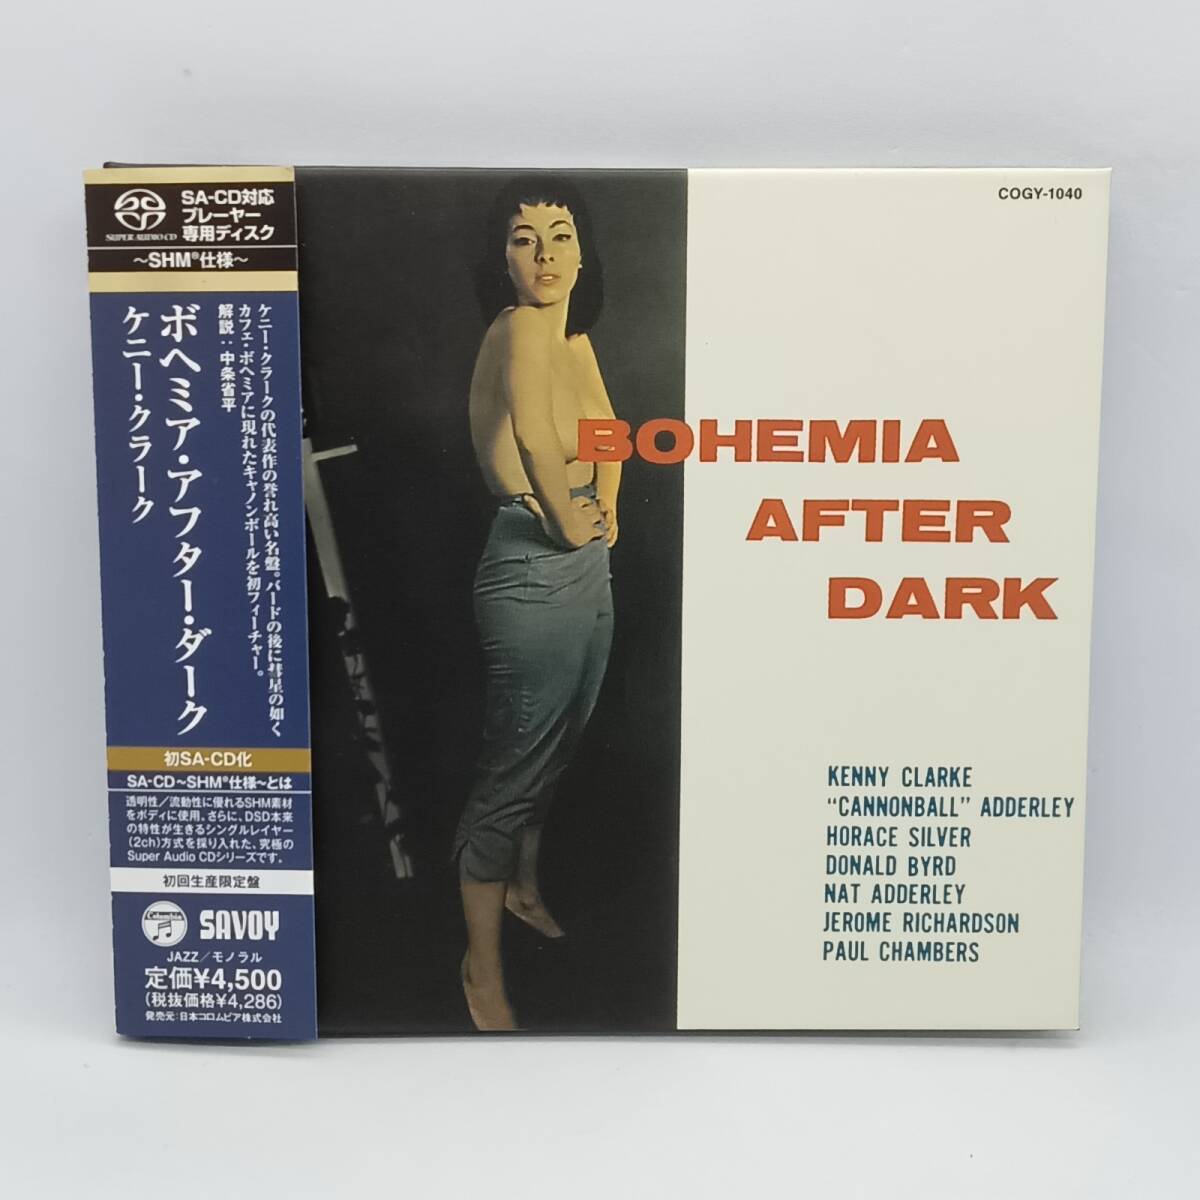 SUPER AUDIO CD
SA-CD対応
プレーヤー
専用ディスク
～SHM®仕様～
ケニー・クラークの代表作の誉れ高い名盤。バードの後に彗星の如く
カフェ・ボヘミアに現れたキャノンボールを初フィーチャー。
解説：中条省平
ボヘミア・アフター・ダーク
ケニー・クラーク
初SA-CD化
SA-CD～SHM®仕様～とは
透明性／流動性に優れるSHM素材
をボディに使用。さらに、DSD本来
の特性が生きるシングルレイヤー
(2ch)方式を採り入れた、究極の
Super Audio CDシリーズです。
初回生産限定盤
Columbia
SAVOY
JAZZ／モノラル
定価¥4,500
(税抜価格¥4,286)
発売元：日本コロムビア株式会社
COGY-1040
BOHEMIA
AFTER
DARK
KENNY CLARKE
"CANNONBALL" ADDERLEY
HORACE SILVER
DONALD BYRD
NAT ADDERLEY
JEROME RICHARDSON
PAUL CHAMBERS